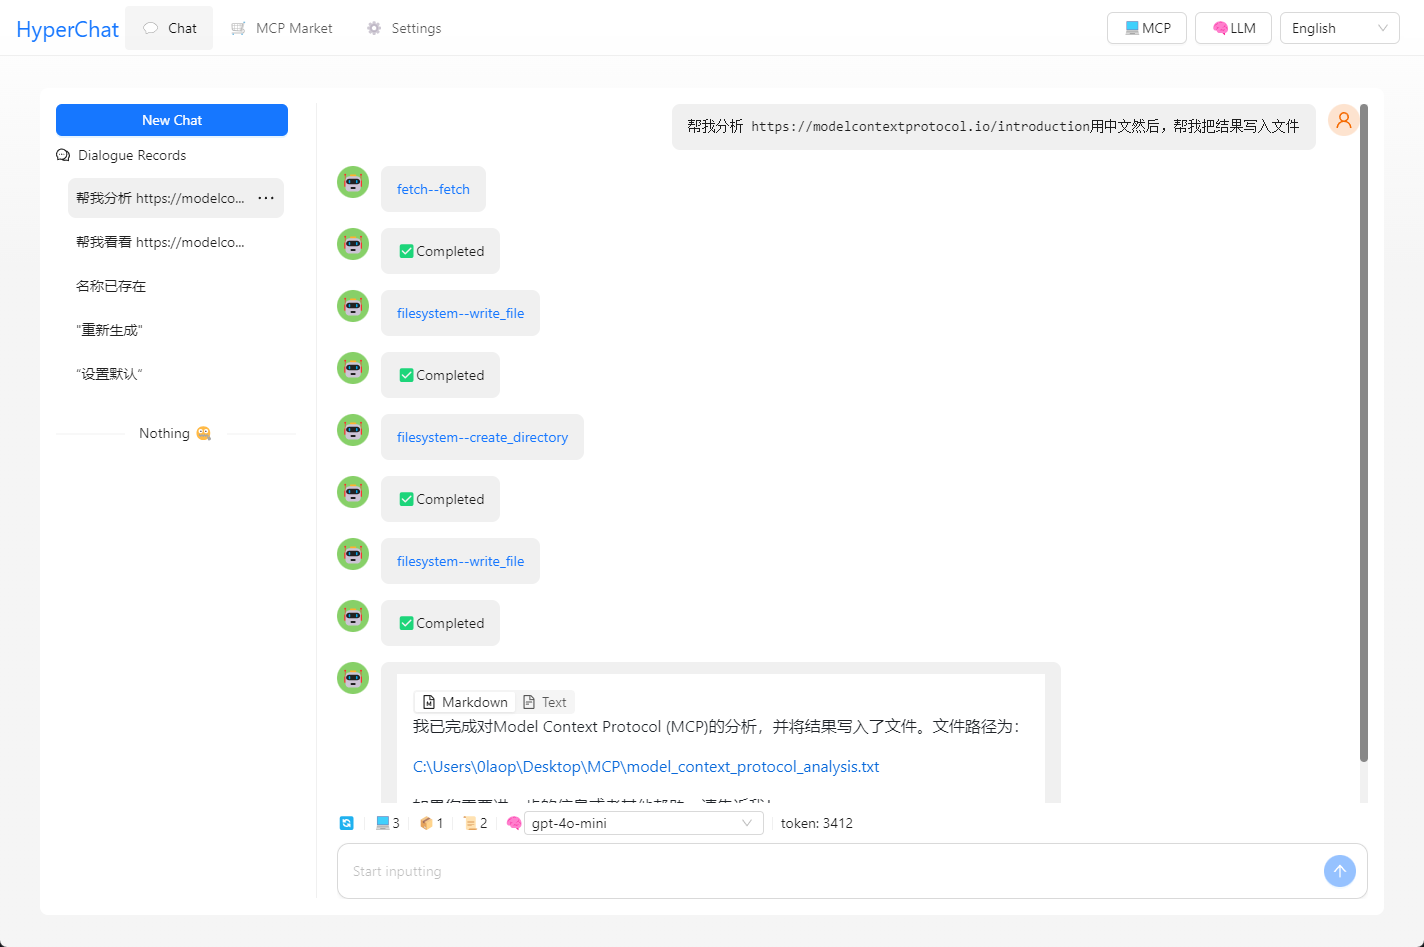 HyperChat
Chat
MCP Market
Settings
MCP
LLM
English
New Chat
Dialogue Records
帮我分析 https://modelco...
帮我看看 https://modelco...
名称已存在
"重新生成"
“设置默认”
Nothing
帮我分析 https://modelcontextprotocol.io/introduction用中文然后，帮我把结果写入文件
fetch--fetch
Completed
filesystem--write_file
Completed
filesystem--create_directory
Completed
filesystem--write_file
Completed
Markdown
Text
我已完成对Model Context Protocol (MCP)的分析，并将结果写入了文件。文件路径为：
C:\Users\0laop\Desktop\MCP\model_context_protocol_analysis.txt
3
1
2
gpt-4o-mini
token: 3412
Start inputting